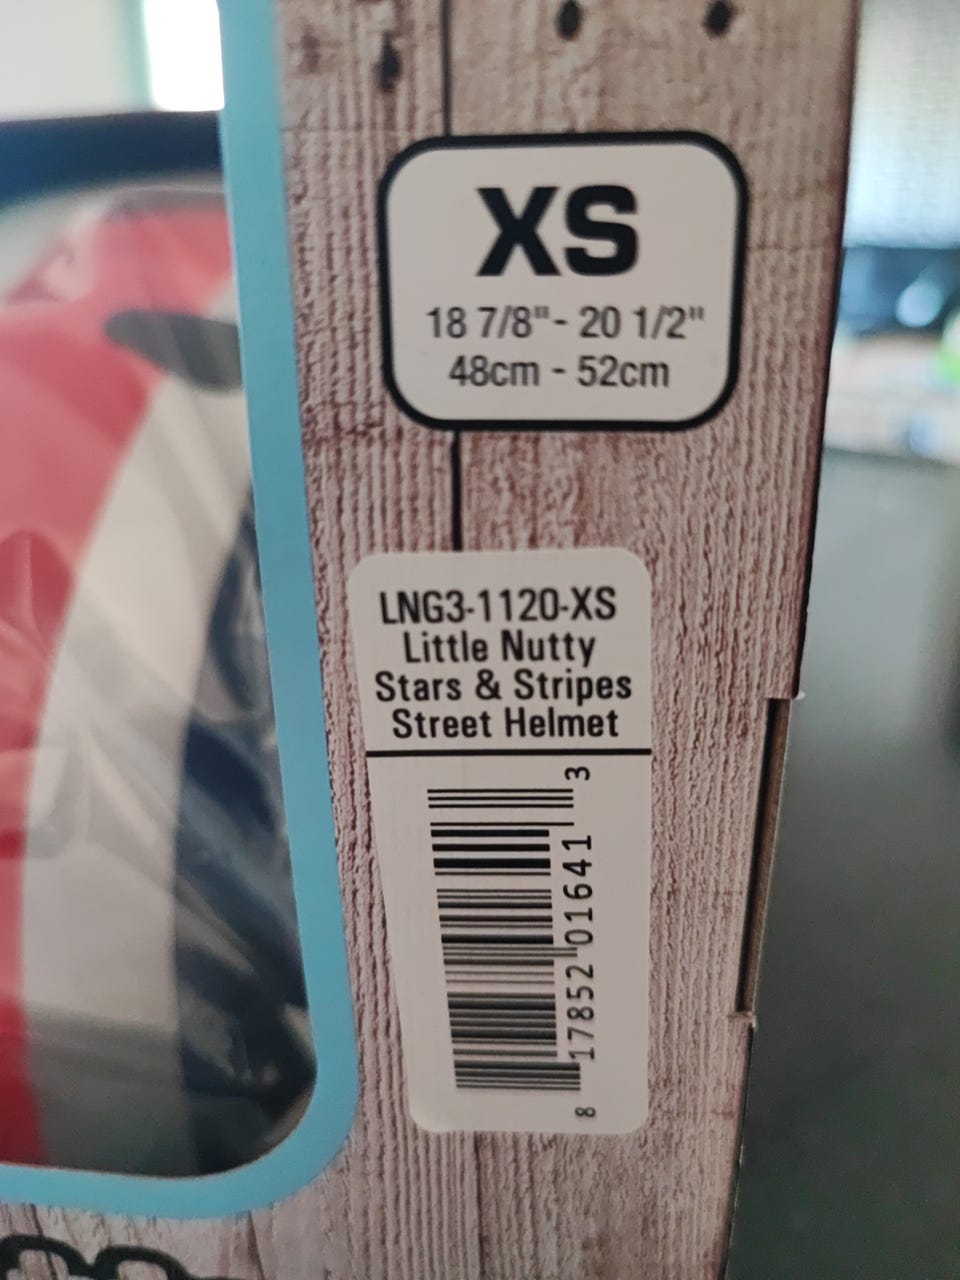 XS
18 7/8" - 20 1/2"
48cm - 52cm
LNG3-1120-XS
Little Nutty
Stars & Stripes
Street Helmet
8 17852 01641 3